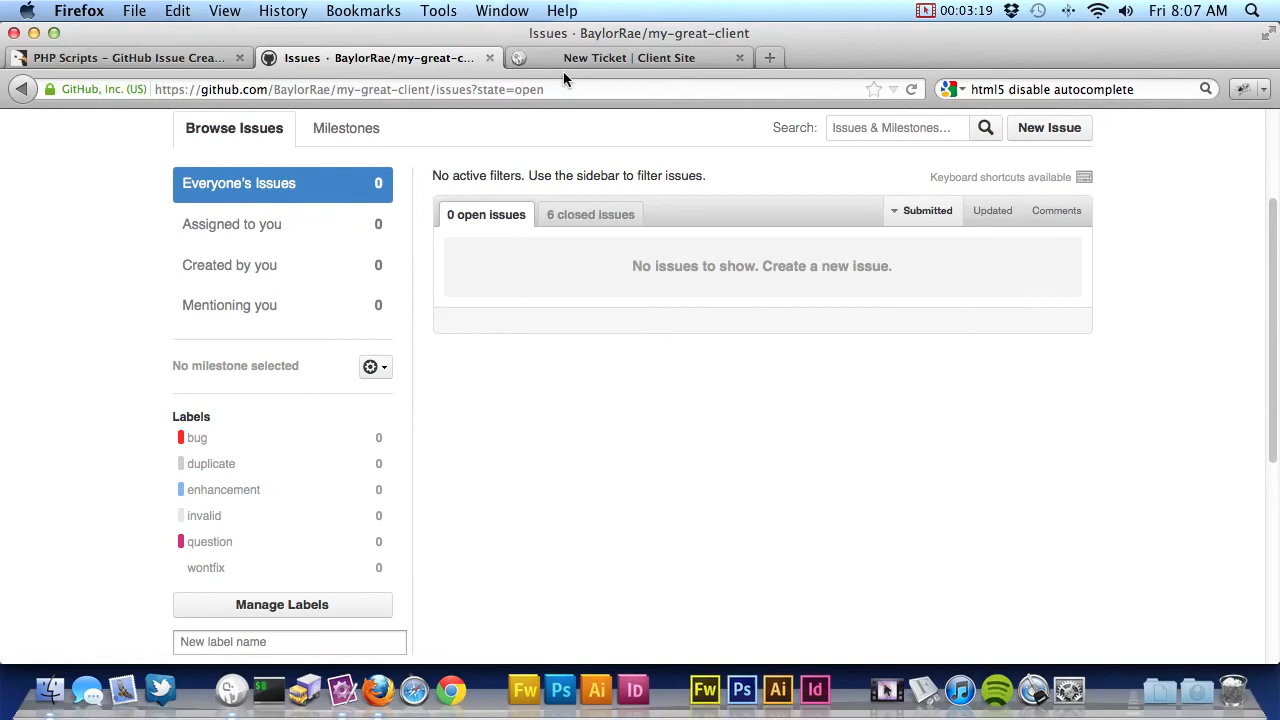 Firefox File Edit View History Bookmarks Tools Window Help 00:03:19 Fri 8:07 AM
Issues · BaylorRae/my-great-client
PHP Scripts – GitHub Issue Crea... Issues · BaylorRae/my-great-c... New Ticket | Client Site
GitHub, Inc. (US) https://github.com/BaylorRae/my-great-client/issues?state=open html5 disable autocomplete
Browse Issues Milestones Search: Issues & Milestones... New Issue
Everyone's Issues 0
No active filters. Use the sidebar to filter issues. Keyboard shortcuts available
Assigned to you 0
0 open issues 6 closed issues Submitted Updated Comments
Created by you 0
No issues to show. Create a new issue.
Mentioning you 0
No milestone selected
Labels
bug 0
duplicate 0
enhancement 0
invalid 0
question 0
wontfix 0
Manage Labels
New label name
Fw Ps Ai Id Fw Ps Ai Id